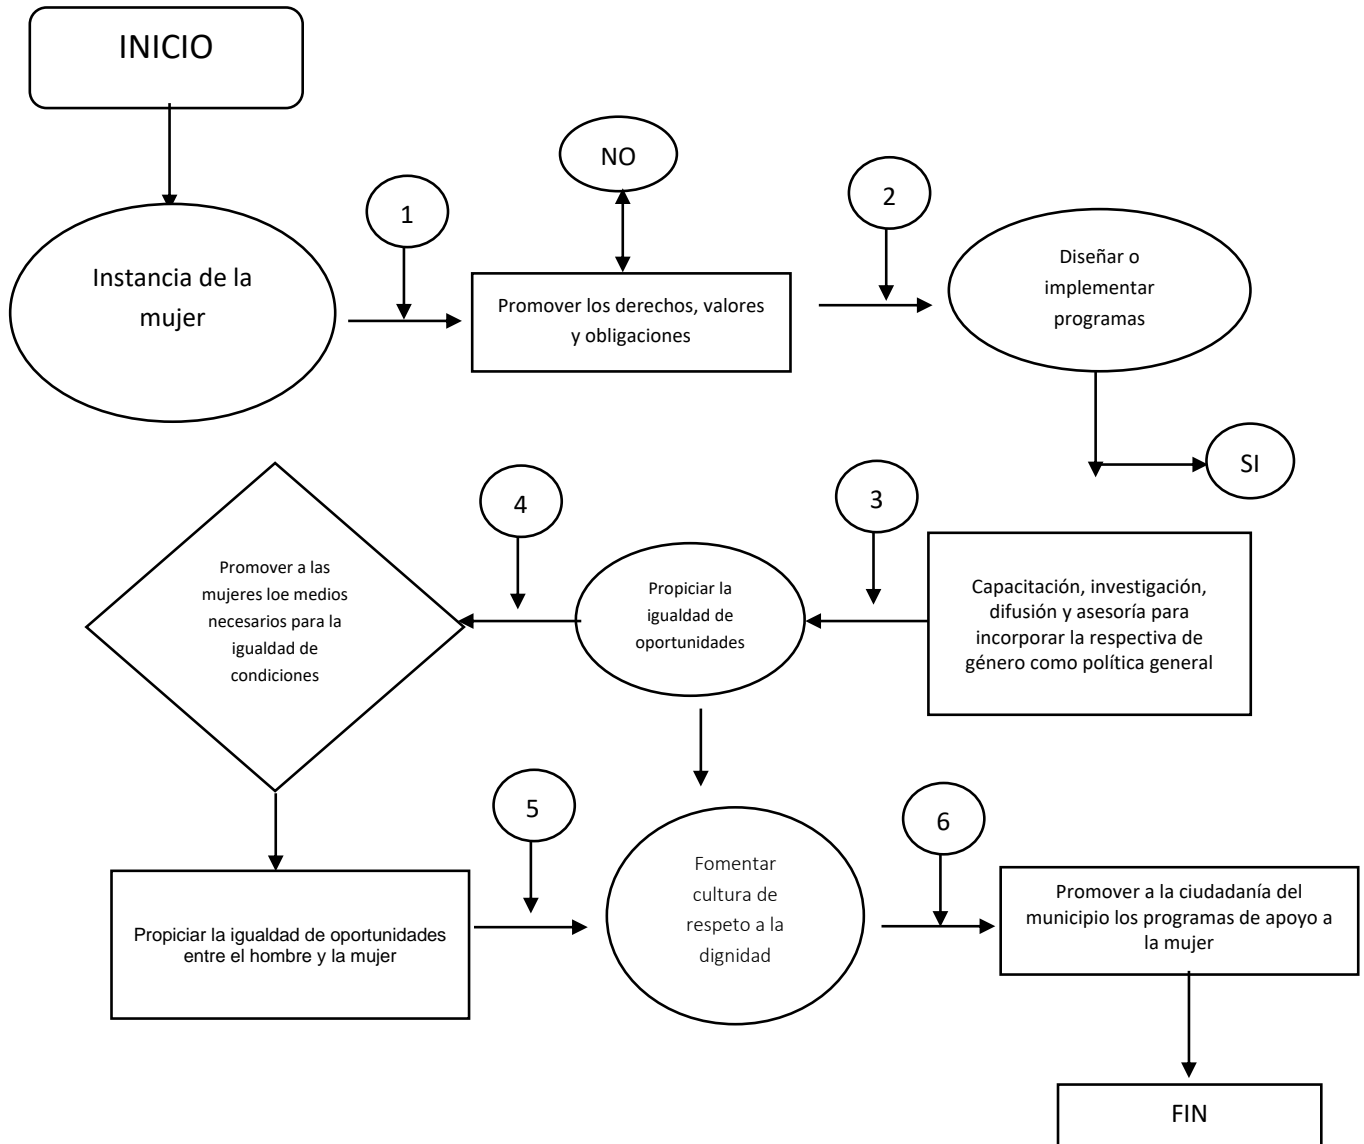 INICIO
NO
1
2
Instancia de la
mujer
Promover los derechos, valores
y obligaciones
Diseñar o
implementar
programas
SI
4
3
Promover a las
mujeres loe medios
necesarios para la
igualdad de
condiciones
Propiciar la
igualdad de
oportunidades
Capacitación, investigación,
difusión y asesoría para
incorporar la respectiva de
género como política general
5
6
Propiciar la igualdad de oportunidades
entre el hombre y la mujer
Fomentar
cultura de
respeto a la
dignidad
Promover a la ciudadanía del
municipio los programas de apoyo a
la mujer
FIN